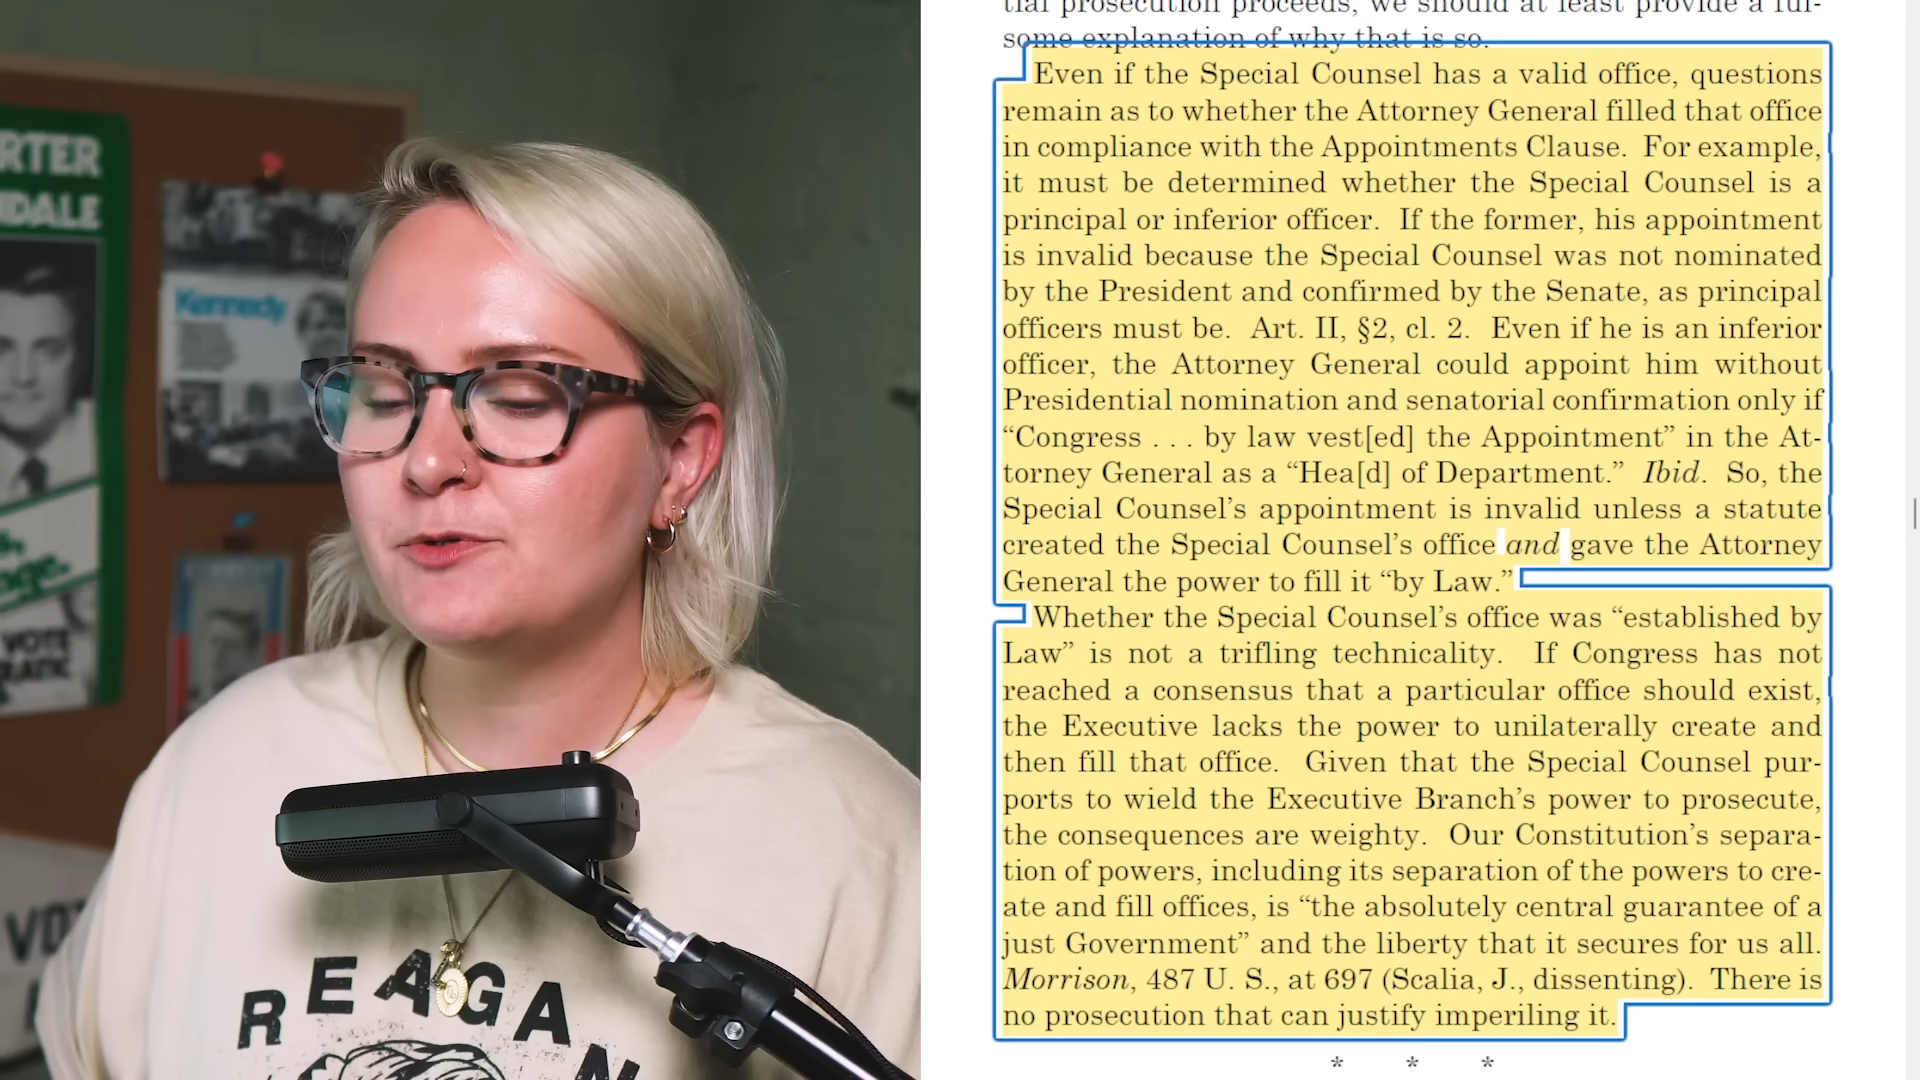 RTER
NDALE
Kennedy
VOTE
VO
REAGAN
tial prosecution proceeds, we should at least provide a ful-
some explanation of why that is so.
Even if the Special Counsel has a valid office, questions
remain as to whether the Attorney General filled that office
in compliance with the Appointments Clause. For example,
it must be determined whether the Special Counsel is a
principal or inferior officer. If the former, his appointment
is invalid because the Special Counsel was not nominated
by the President and confirmed by the Senate, as principal
officers must be. Art. II, §2, cl. 2. Even if he is an inferior
officer, the Attorney General could appoint him without
Presidential nomination and senatorial confirmation only if
“Congress . . . by law vest[ed] the Appointment” in the At-
torney General as a “Hea[d] of Department.” Ibid. So, the
Special Counsel’s appointment is invalid unless a statute
created the Special Counsel’s office and gave the Attorney
General the power to fill it “by Law.”
Whether the Special Counsel’s office was “established by
Law” is not a trifling technicality. If Congress has not
reached a consensus that a particular office should exist,
the Executive lacks the power to unilaterally create and
then fill that office. Given that the Special Counsel pur-
ports to wield the Executive Branch’s power to prosecute,
the consequences are weighty. Our Constitution’s separa-
tion of powers, including its separation of the powers to cre-
ate and fill offices, is “the absolutely central guarantee of a
just Government” and the liberty that it secures for us all.
Morrison, 487 U. S., at 697 (Scalia, J., dissenting). There is
no prosecution that can justify imperiling it.
* * *